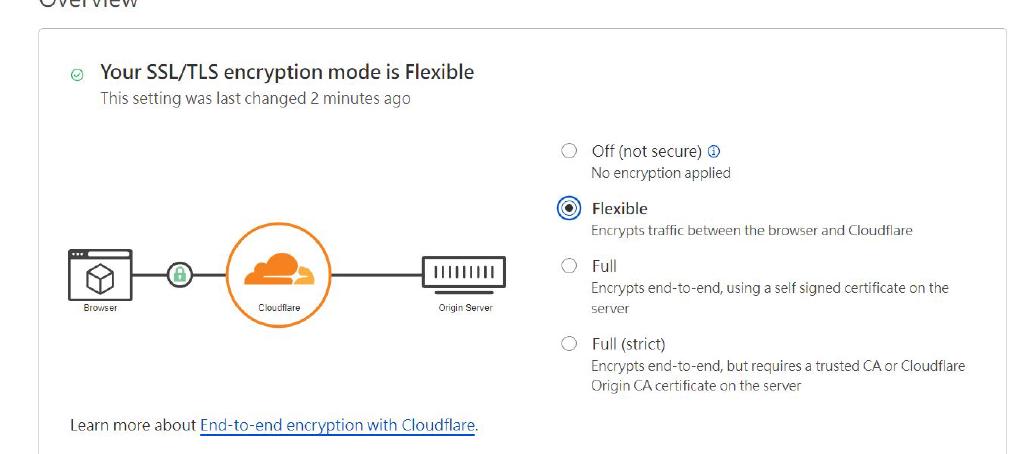 Overview
Your SSL/TLS encryption mode is Flexible
This setting was last changed 2 minutes ago
Off (not secure)
No encryption applied
Flexible
Encrypts traffic between the browser and Cloudflare
Full
Encrypts end-to-end, using a self signed certificate on the
server
Full (strict)
Encrypts end-to-end, but requires a trusted CA or Cloudflare
Origin CA certificate on the server
Browser
Cloudflare
Origin Server
Learn more about End-to-end encryption with Cloudflare.